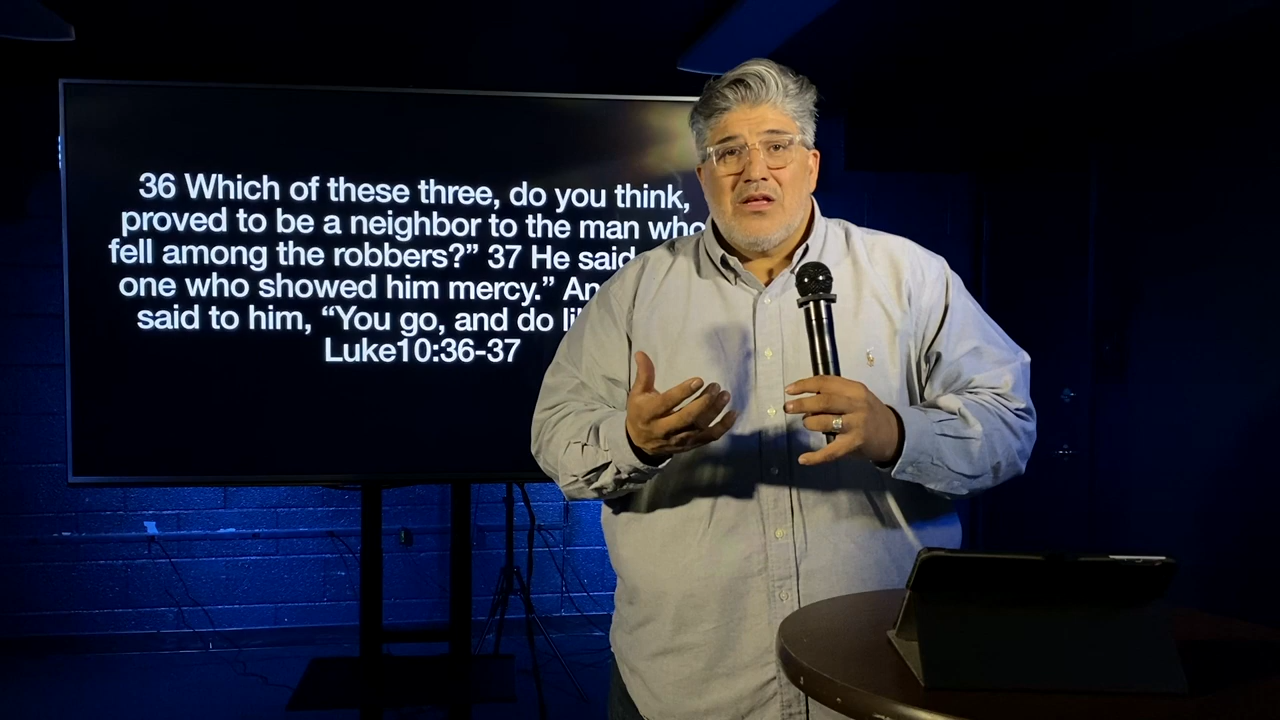 36 Which of these three, do you think,
proved to be a neighbor to the man who
fell among the robbers?” 37 He said
one who showed him mercy.” An
said to him, “You go, and do li
Luke10:36-37